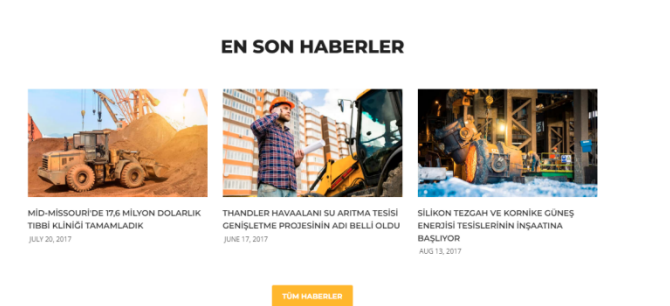 EN SON HABERLER
MİD-MİSSOURİ'DE 17,6 MİLYON DOLARLIK
TIBBİ KLİNİĞİ TAMAMLADIK
JULY 20, 2017
THANDLER HAVAALANI SU ARITMA TESİSİ
GENİŞLETME PROJESİNİN ADI BELLİ OLDU
JUNE 17, 2017
SİLİKON TEZGAH VE KORNİKE GÜNEŞ
ENERJİSİ TESİSLERİNİN İNŞAATINA
BAŞLIYOR
AUG 13, 2017
TÜM HABERLER